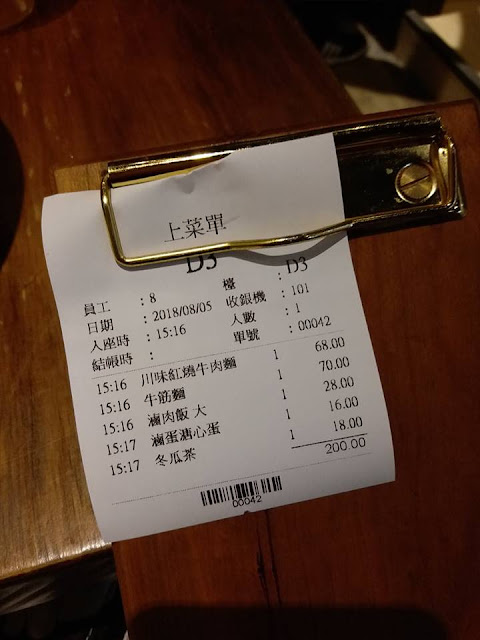 上菜單
D3
員工 : 8 檯 : D3
日期 : 2018/08/05 收銀機 : 101
入座時 : 15:16 人數 : 1
結帳時 : 單號 : 00042
15:16 川味紅燒牛肉麵 1 68.00
15:16 牛筋麵 1 70.00
15:16 滷肉飯 大 1 28.00
15:17 滷蛋溏心蛋 1 16.00
15:17 冬瓜茶 1 18.00
200.00
00042